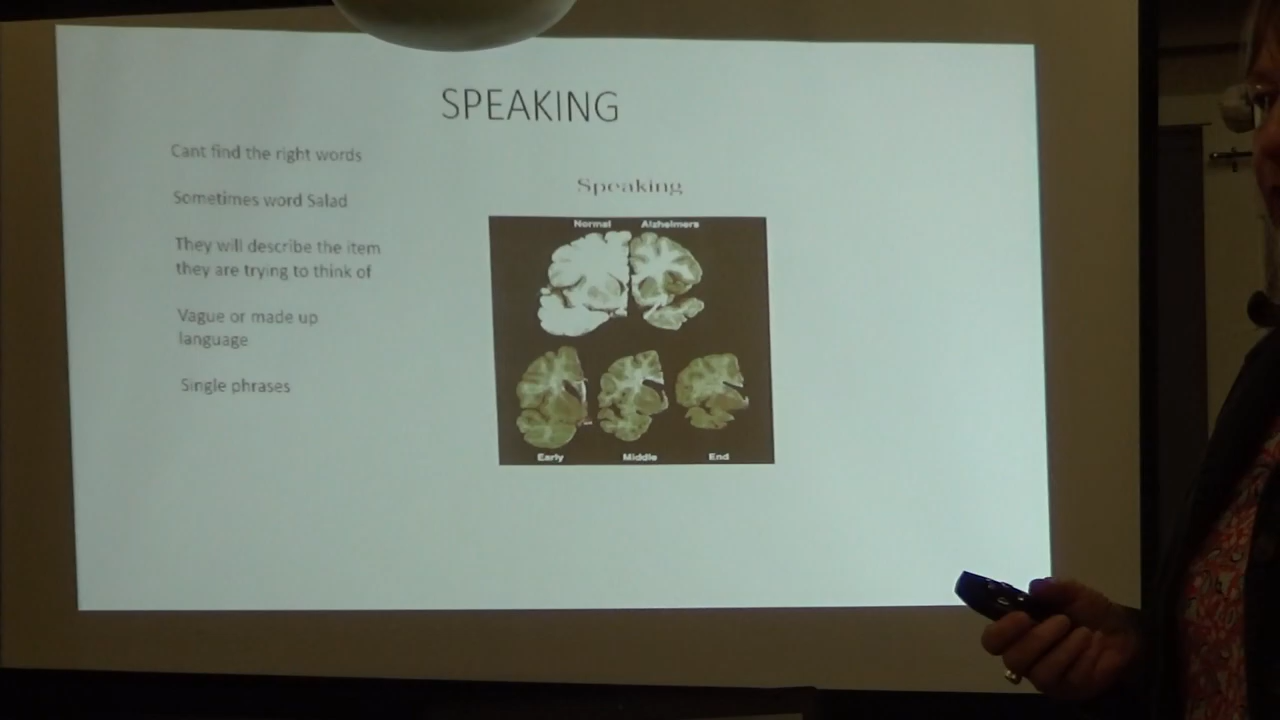 SPEAKING
Cant find the right words
Sometimes word Salad
They will describe the item
they are trying to think of
Vague or made up
language
Single phrases
Speaking
Normal Alzheimers
Early Middle End